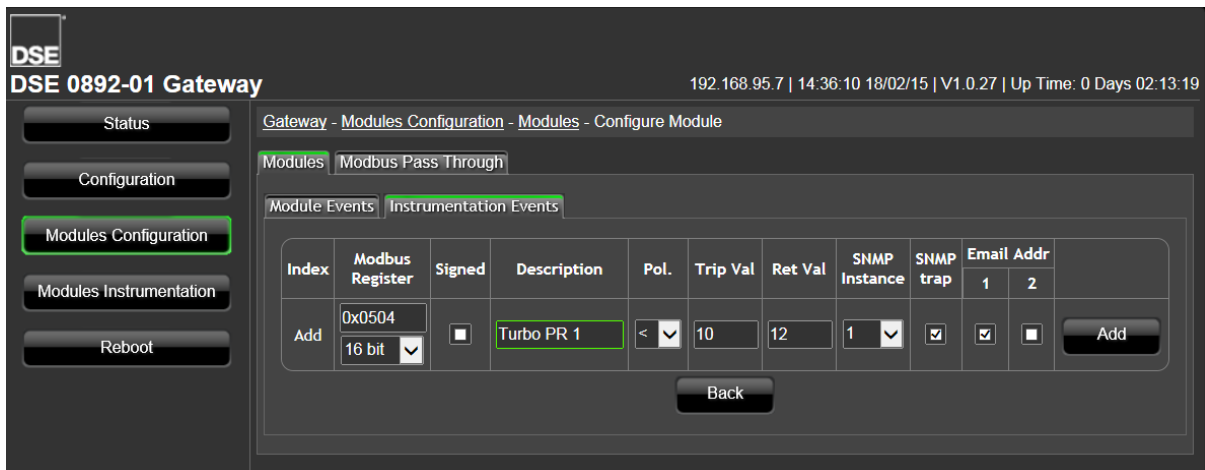 DSE
DSE 0892-01 Gateway
192.168.95.7 | 14:36:10 18/02/15 | V1.0.27 | Up Time: 0 Days 02:13:19
Status
Configuration
Modules Configuration
Modules Instrumentation
Reboot
Gateway - Modules Configuration - Modules - Configure Module
Modules Modbus Pass Through
Module Events Instrumentation Events
Index Modbus Register Signed Description Pol. Trip Val Ret Val SNMP Instance SNMP trap Email Addr
1 2
Add 0x0504 16 bit Turbo PR 1 < 10 12 1 Add
Back